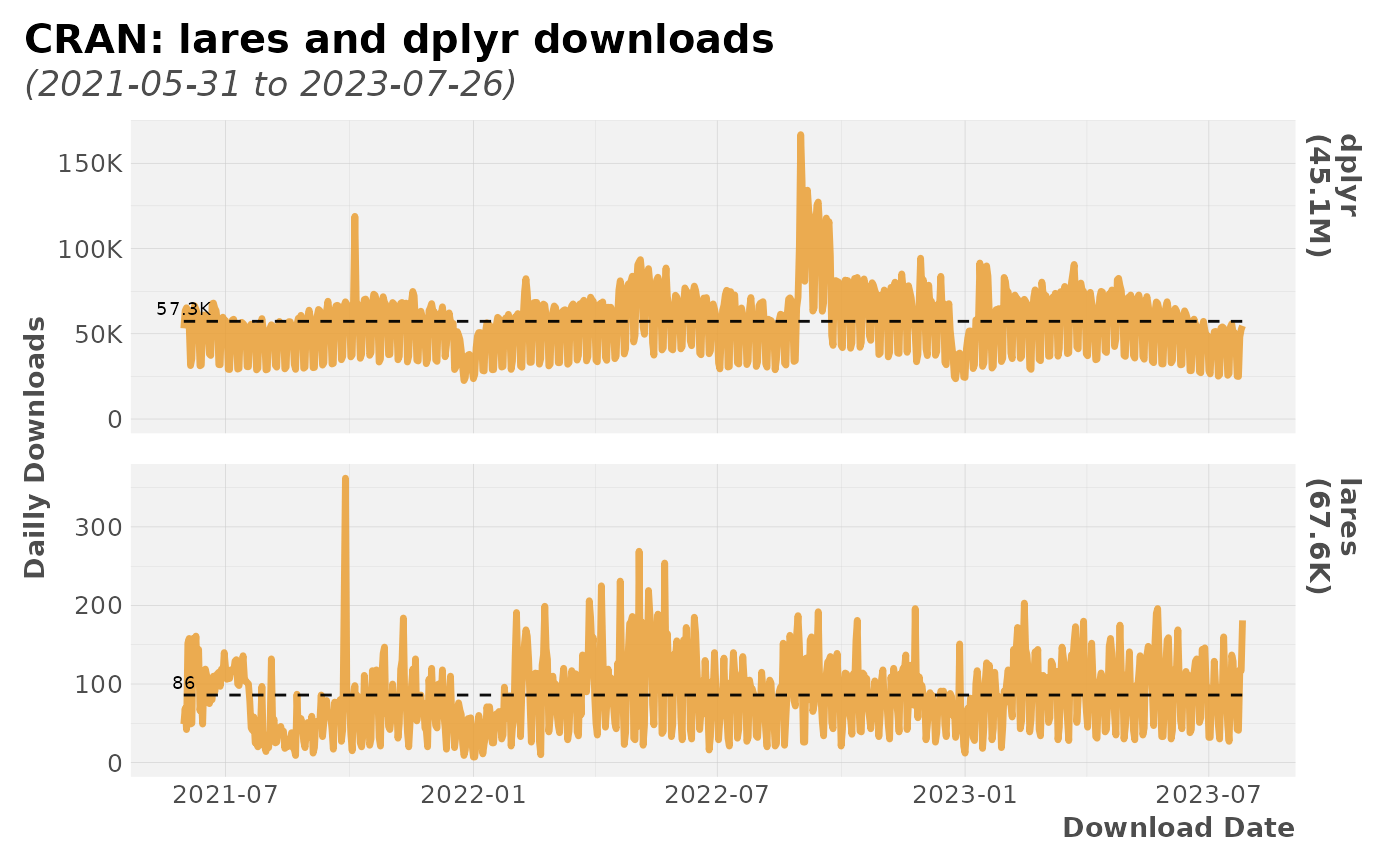 CRAN: lares and dplyr downloads
(2021-05-31 to 2023-07-26)
Dailly Downloads
150K
100K
50K
0
57.3K
dplyr
(45.1M)
300
200
100
0
86
lares
(67.6K)
2021-07
2022-01
2022-07
2023-01
2023-07
Download Date